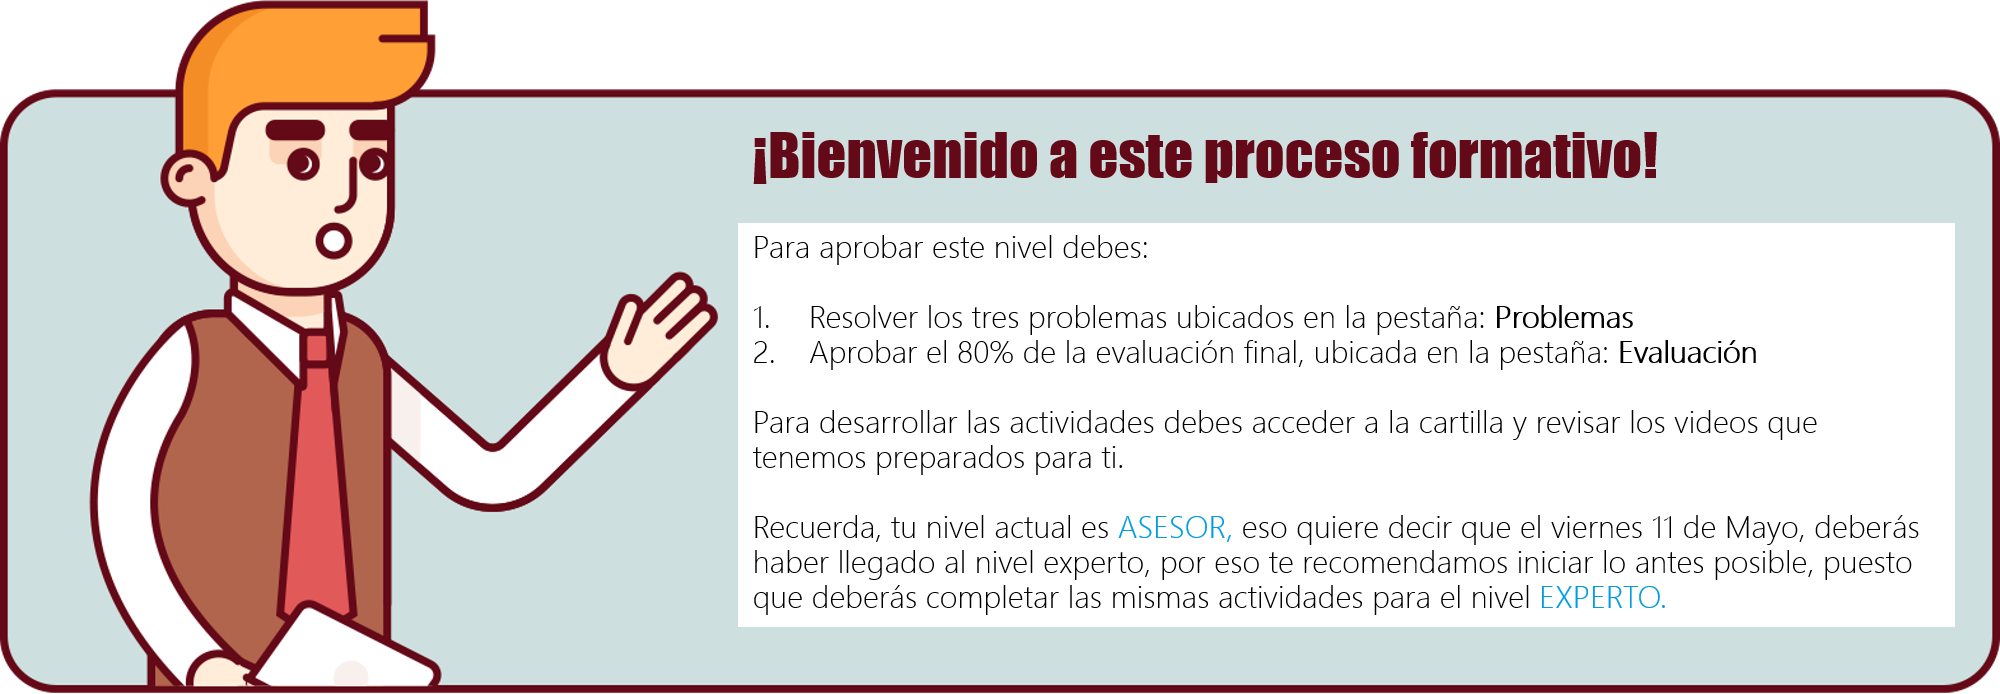 ¡Bienvenido a este proceso formativo!
Para aprobar este nivel debes:
1. Resolver los tres problemas ubicados en la pestaña: Problemas
2. Aprobar el 80% de la evaluación final, ubicada en la pestaña: Evaluación
Para desarrollar las actividades debes acceder a la cartilla y revisar los videos que
tenemos preparados para ti.
Recuerda, tu nivel actual es ASESOR, eso quiere decir que el viernes 11 de Mayo, deberás
haber llegado al nivel experto, por eso te recomendamos iniciar lo antes posible, puesto
que deberás completar las mismas actividades para el nivel EXPERTO.